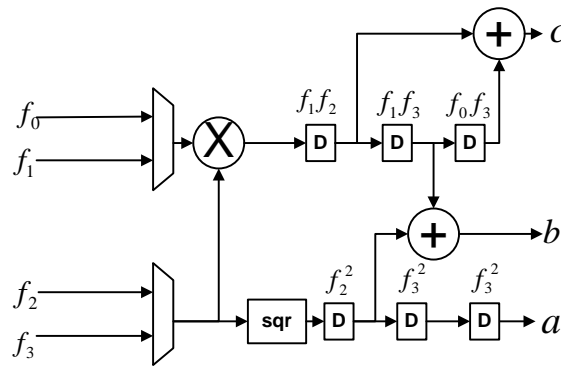 + c
f₀ f₁f₂ f₁f₃ f₀f₃
f₁ X D D D
+ b
f₂ f₂² f₃² f₃²
f₃ sqr D D D a